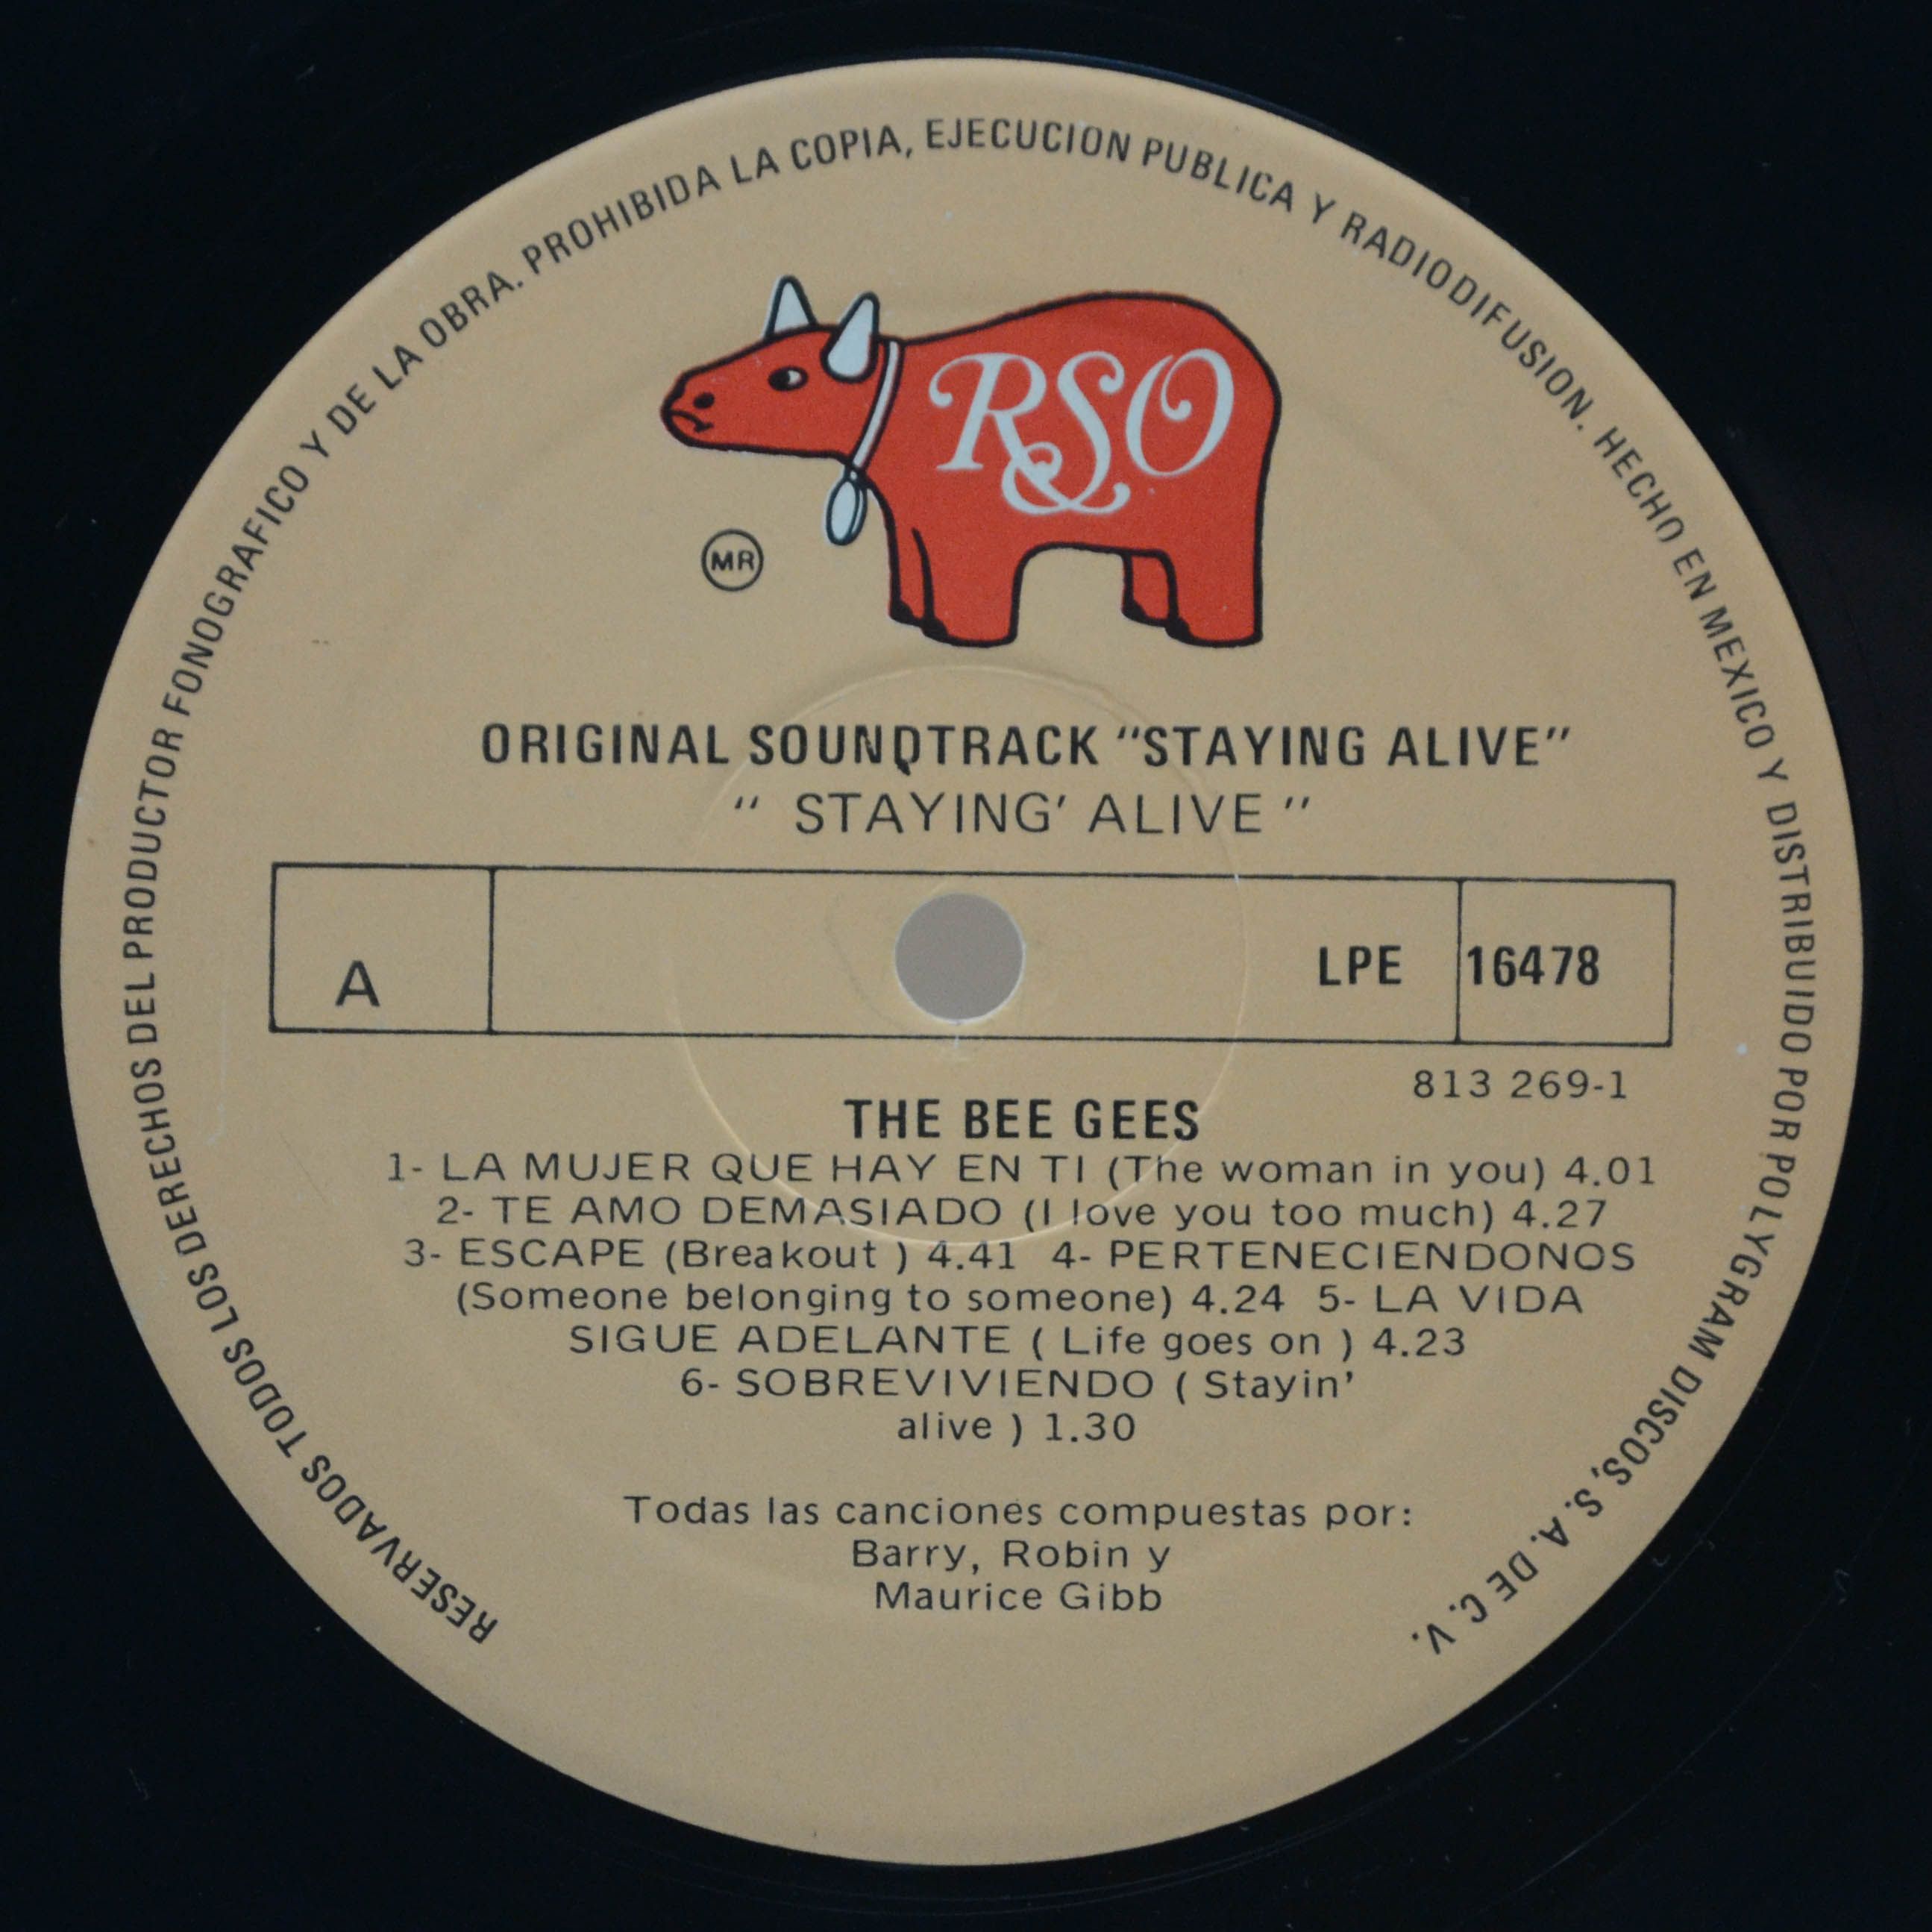 RESERVADOS TODOS LOS DERECHOS DEL PRODUCTOR FONOGRAFICO Y DE LA OBRA. PROHIBIDA LA COPIA, EJECUCION PUBLICA Y RADIODIFUSION. HECHO EN MEXICO Y DISTRIBUIDO POR POLYGRAM DISCOS, S. A. DE C. V.
RSO
MR
ORIGINAL SOUNDTRACK "STAYING ALIVE"
" STAYING' ALIVE "
A LPE 16478
813 269-1
THE BEE GEES
1- LA MUJER QUE HAY EN TI (The woman in you) 4.01
2- TE AMO DEMASIADO (I love you too much) 4.27
3- ESCAPE (Breakout ) 4.41 4- PERTENECIENDONOS
(Someone belonging to someone) 4.24 5- LA VIDA
SIGUE ADELANTE ( Life goes on ) 4.23
6- SOBREVIVIENDO ( Stayin'
alive ) 1.30
Todas las canciones compuestas por:
Barry, Robin y
Maurice Gibb